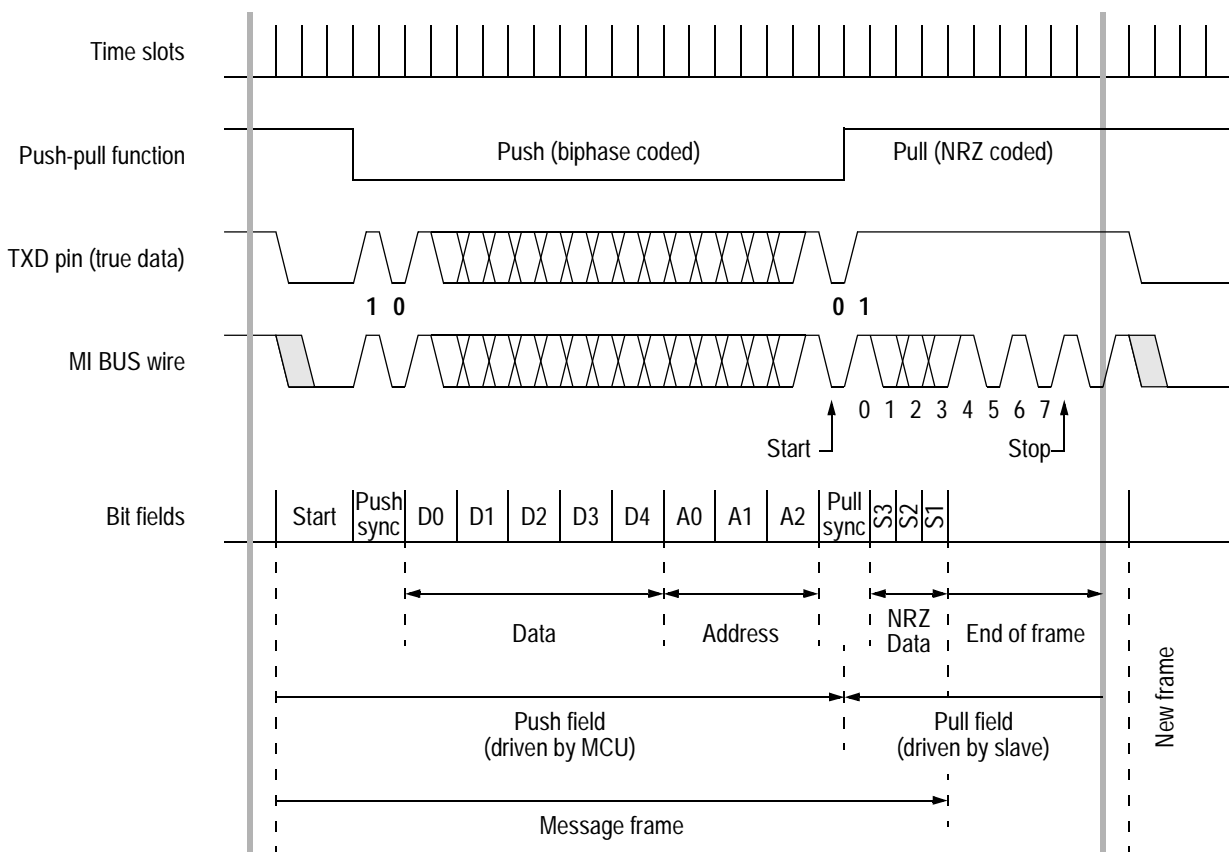 Time slots
Push-pull function
Push (biphase coded)
Pull (NRZ coded)
TXD pin (true data)
1 0
0 1
MI BUS wire
0 1 2 3 4 5 6 7
Start
Stop
Bit fields
Start
Push
sync
D0
D1
D2
D3
D4
A0
A1
A2
Pull
sync
S3
S2
S1
Data
Address
NRZ
Data
End of frame
Push field
(driven by MCU)
Pull field
(driven by slave)
New frame
Message frame